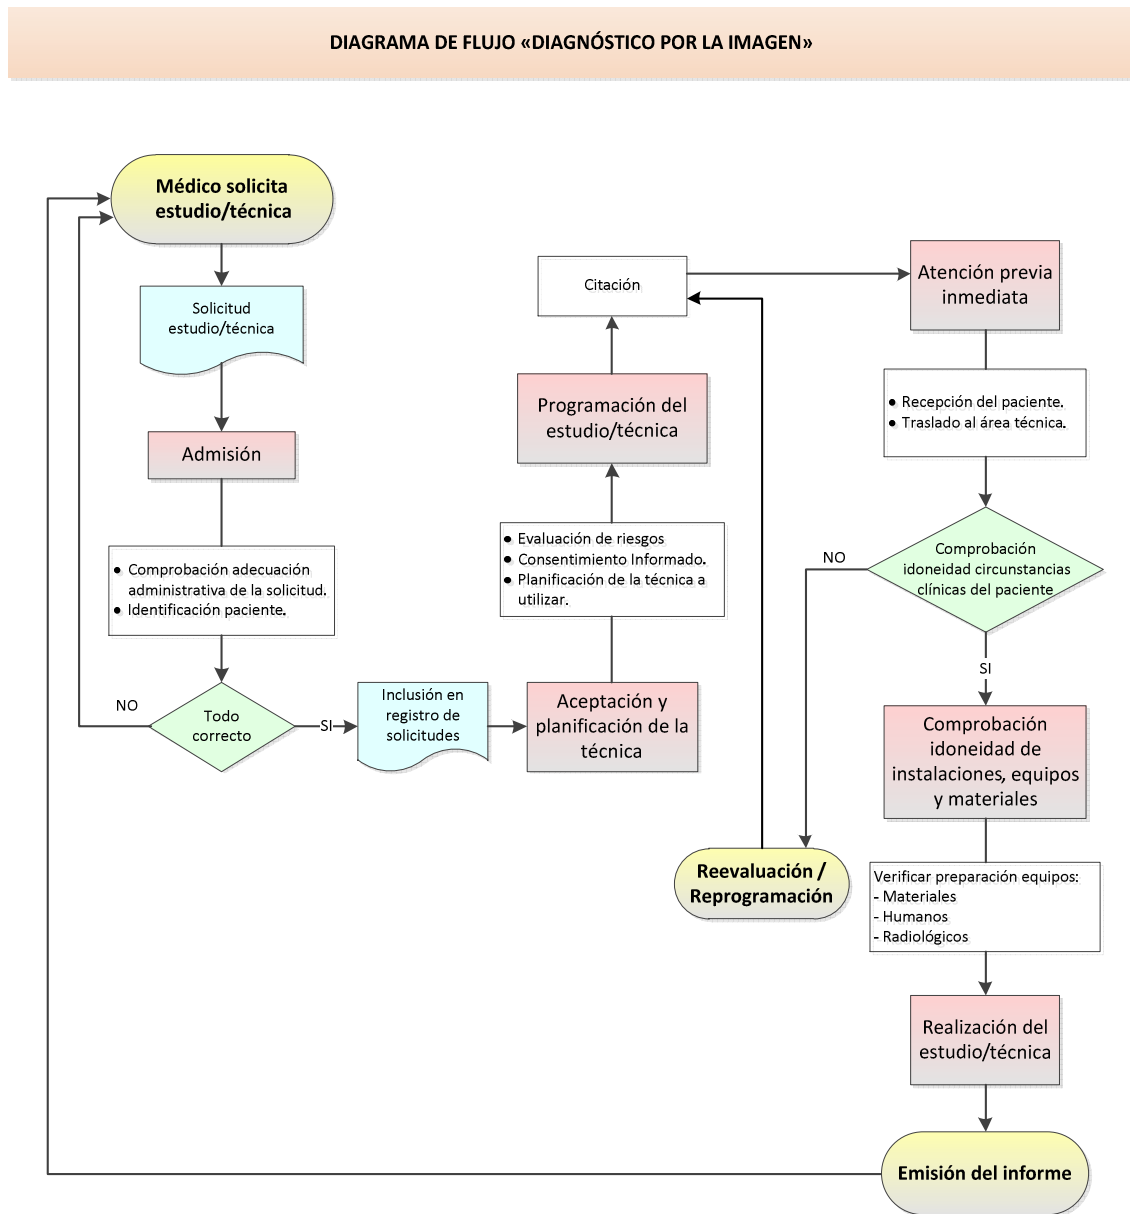 DIAGRAMA DE FLUJO «DIAGNÓSTICO POR LA IMAGEN»
Médico solicita
estudio/técnica
Solicitud
estudio/técnica
Admisión
● Comprobación adecuación
administrativa de la solicitud.
● Identificación paciente.
Todo
correcto
NO
SI
Inclusión en
registro de
solicitudes
Aceptación y
planificación de la
técnica
● Evaluación de riesgos
● Consentimiento Informado.
● Planificación de la técnica a
utilizar.
Programación del
estudio/técnica
Citación
Atención previa
inmediata
● Recepción del paciente.
● Traslado al área técnica.
Comprobación
idoneidad circunstancias
clínicas del paciente
NO
SI
Reevaluación /
Reprogramación
Comprobación
idoneidad de
instalaciones, equipos
y materiales
Verificar preparación equipos:
- Materiales
- Humanos
- Radiológicos
Realización del
estudio/técnica
Emisión del informe